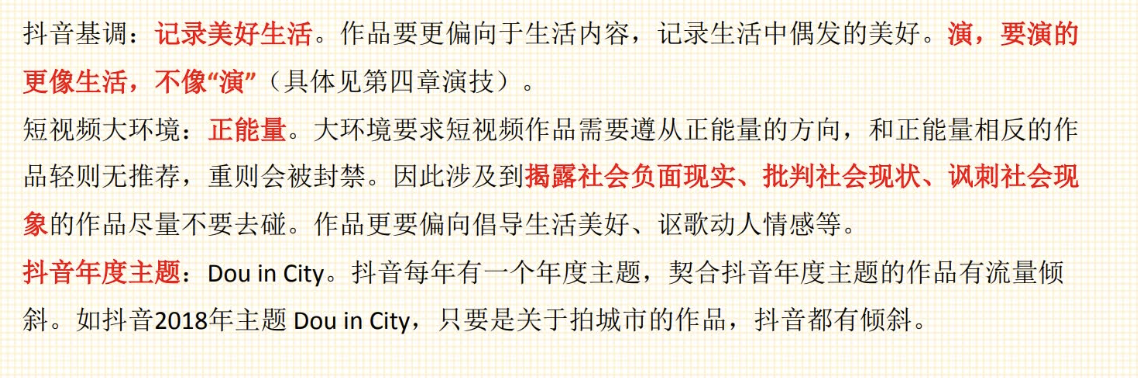 抖音基调：记录美好生活。作品要更偏向于生活内容，记录生活中偶发的美好。演，要演的
更像生活，不像“演”（具体见第四章演技）。
短视频大环境：正能量。大环境要求短视频作品需要遵从正能量的方向，和正能量相反的作
品轻则无推荐，重则会被封禁。因此涉及到揭露社会负面现实、批判社会现状、讽刺社会现
象的作品尽量不要去碰。作品更要偏向倡导生活美好、讴歌动人情感等。
抖音年度主题：Dou in City。抖音每年有一个年度主题，契合抖音年度主题的作品有流量倾
斜。如抖音2018年主题 Dou in City，只要是关于拍城市的作品，抖音都有倾斜。